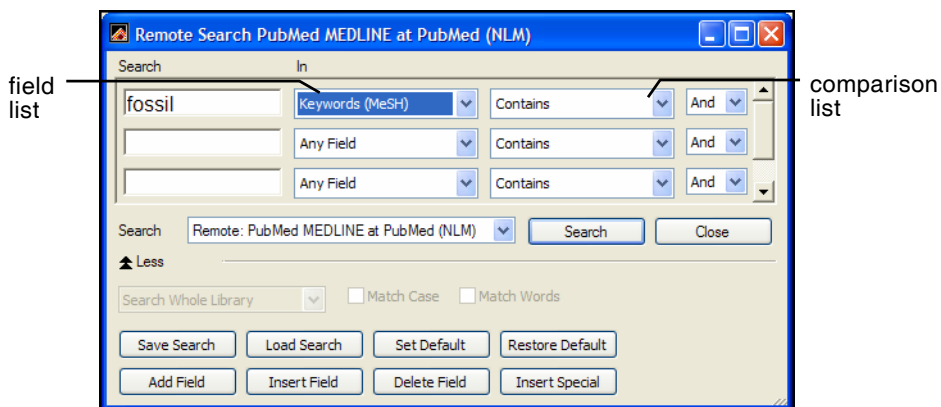 Remote Search PubMed MEDLINE at PubMed (NLM)
Search In
field list
fossil Keywords (MeSH) Contains And
comparison list
Any Field Contains And
Any Field Contains And
Search Remote: PubMed MEDLINE at PubMed (NLM) Search Close
Less
Search Whole Library Match Case Match Words
Save Search Load Search Set Default Restore Default
Add Field Insert Field Delete Field Insert Special